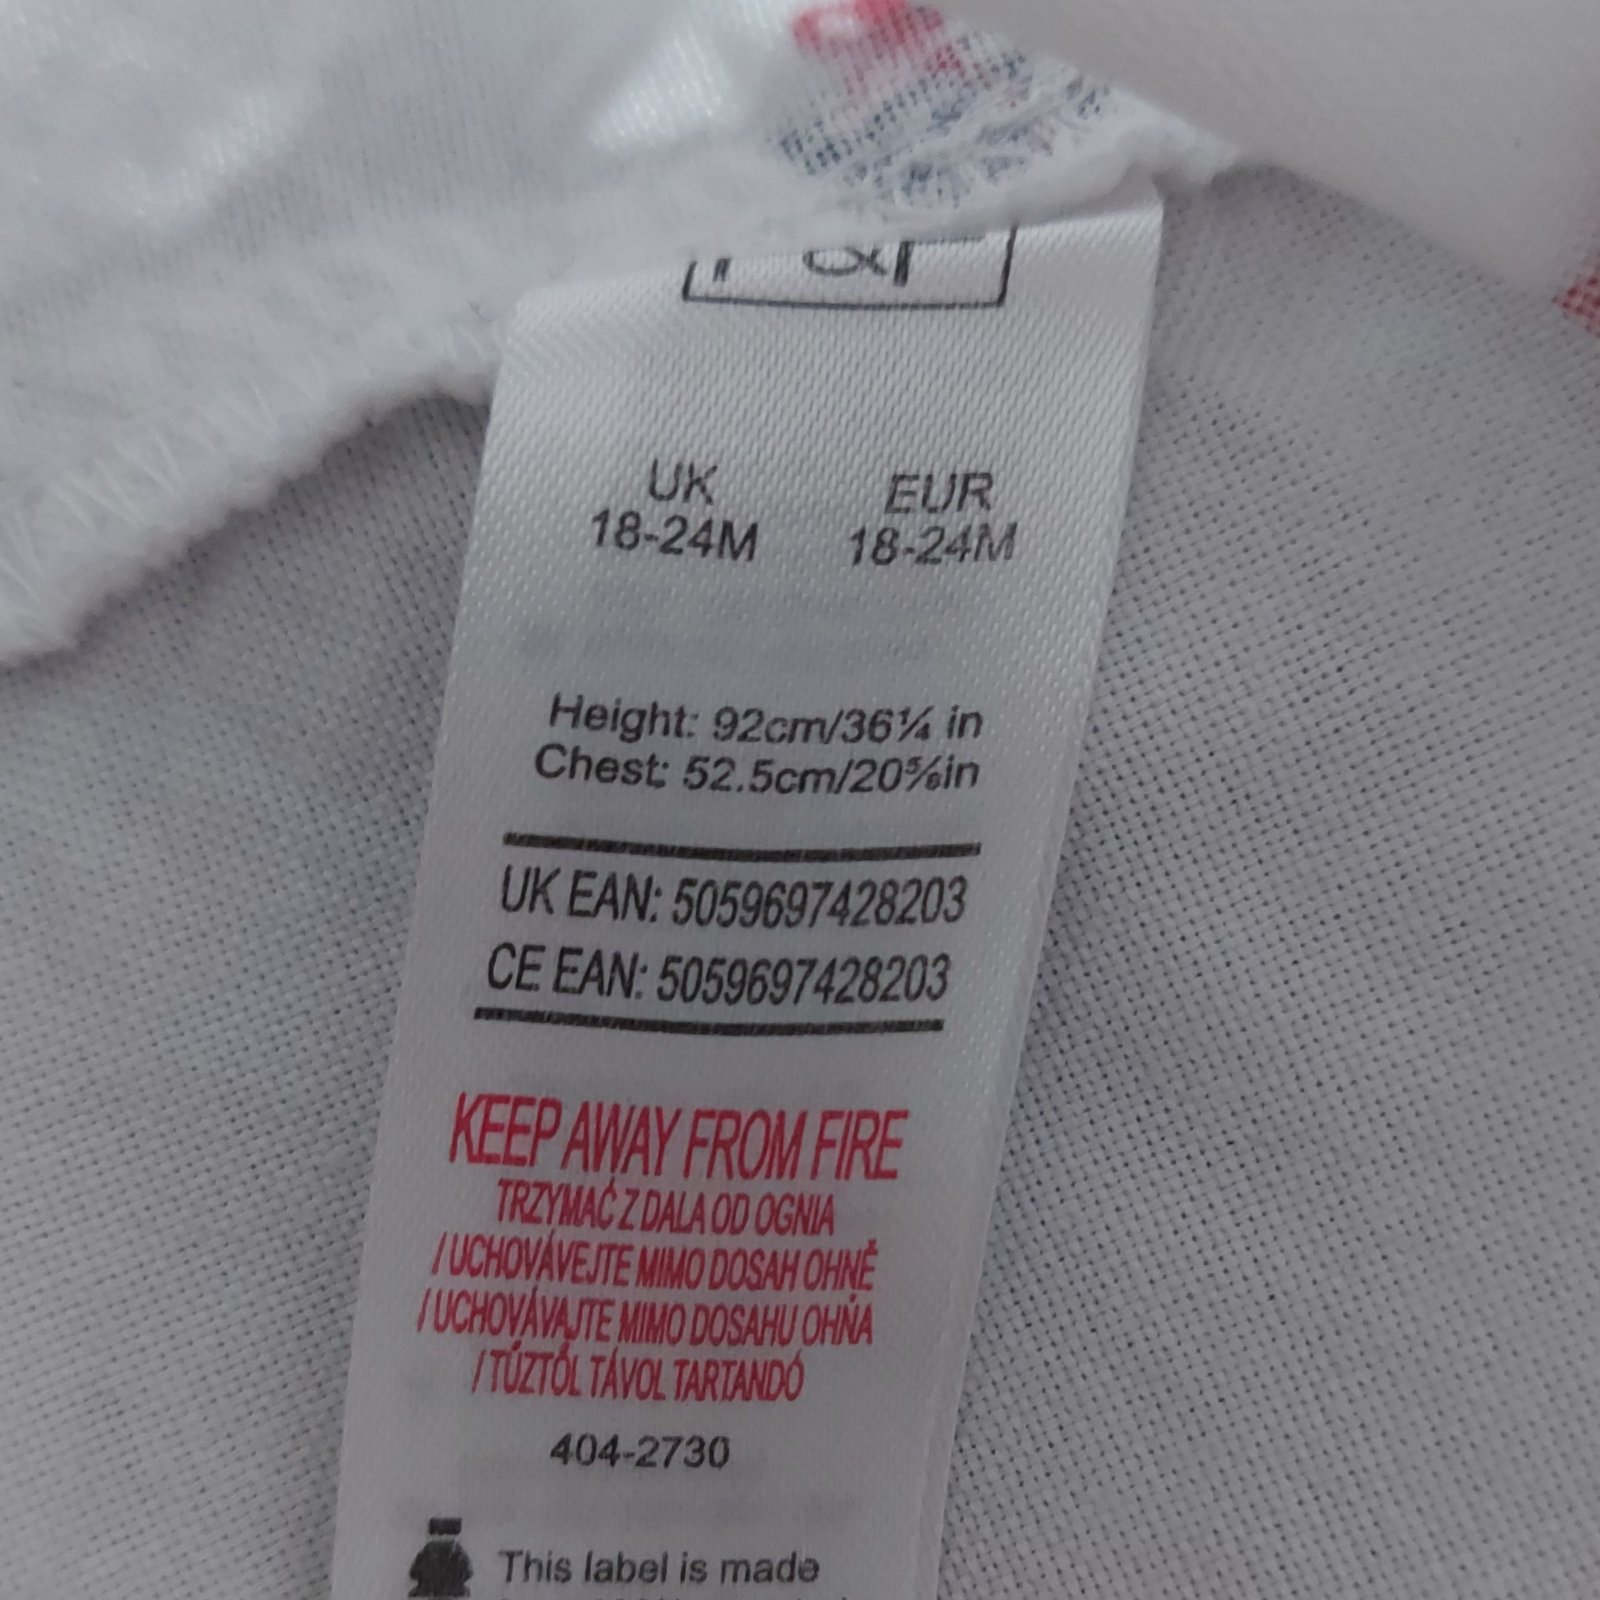 UK EUR
18-24M 18-24M
Height: 92cm/36¼ in
Chest: 52.5cm/20⅝in
UK EAN: 5059697428203
CE EAN: 5059697428203
KEEP AWAY FROM FIRE
TRZYMAĆ Z DALA OD OGNIA
/ UCHOVÁVEJTE MIMO DOSAH OHNĚ
/ UCHOVÁVAJTE MIMO DOSAHU OHŇA
/ TŰZTŐL TÁVOL TARTANDÓ
404-2730
This label is made